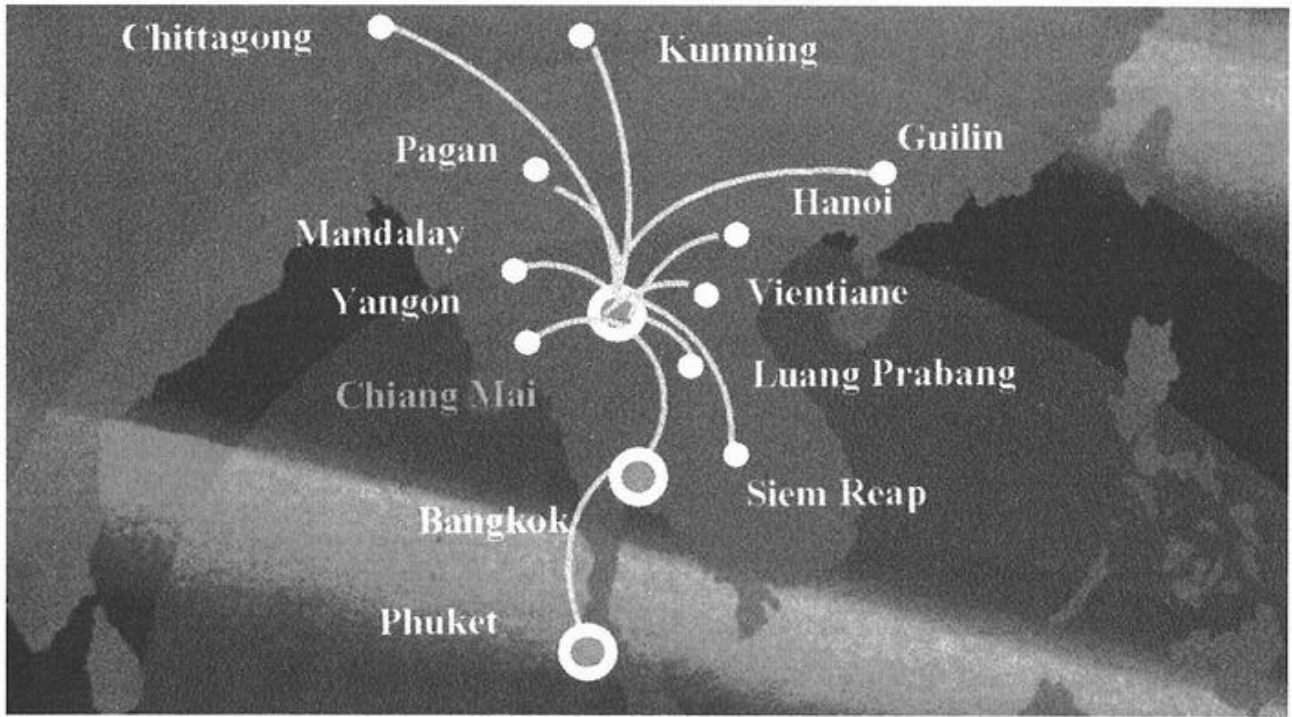 Chittagong
Kunming
Guilin
Pagan
Hanoi
Mandalay
Vientiane
Yangon
Luang Prabang
Chiang Mai
Siem Reap
Bangkok
Phuket